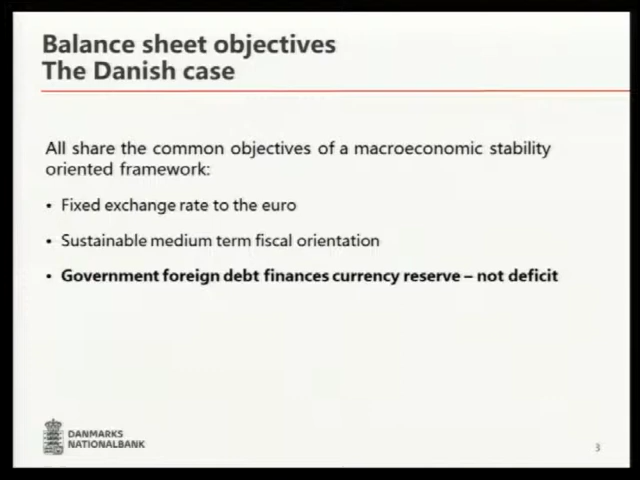 Balance sheet objectives
The Danish case
All share the common objectives of a macroeconomic stability
oriented framework:
• Fixed exchange rate to the euro
• Sustainable medium term fiscal orientation
• Government foreign debt finances currency reserve – not deficit
DANMARKS
NATIONALBANK
3